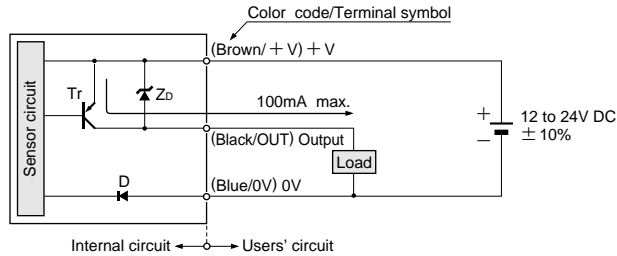 Color code/Terminal symbol
(Brown/+V) +V
Sensor circuit
Tr
ZD
100mA max.
+
12 to 24V DC
−
±10%
(Black/OUT) Output
Load
D
(Blue/0V) 0V
Internal circuit
Users' circuit